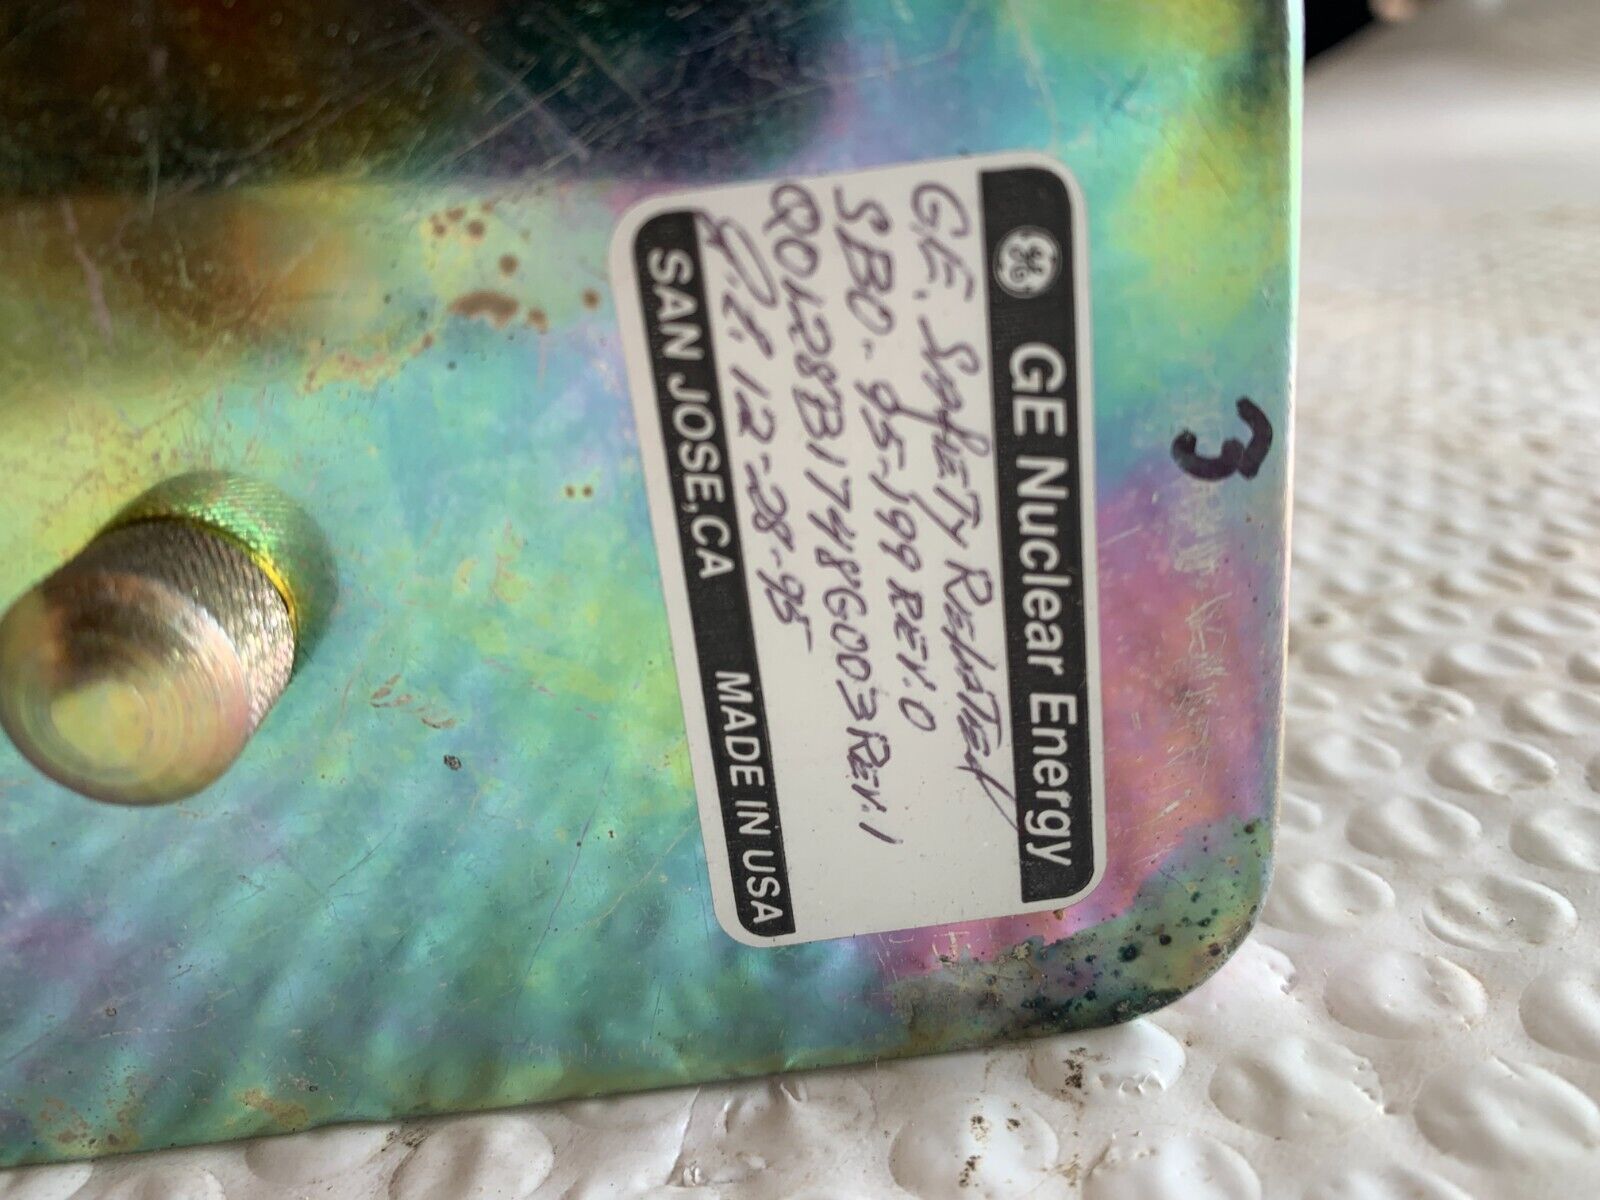 GE Nuclear Energy
G.E. SAFETY RELATED
SBO-95-199 REV.0
Q0128B1748G003 REV.1
12-28-95
SAN JOSE,CA MADE IN USA
3